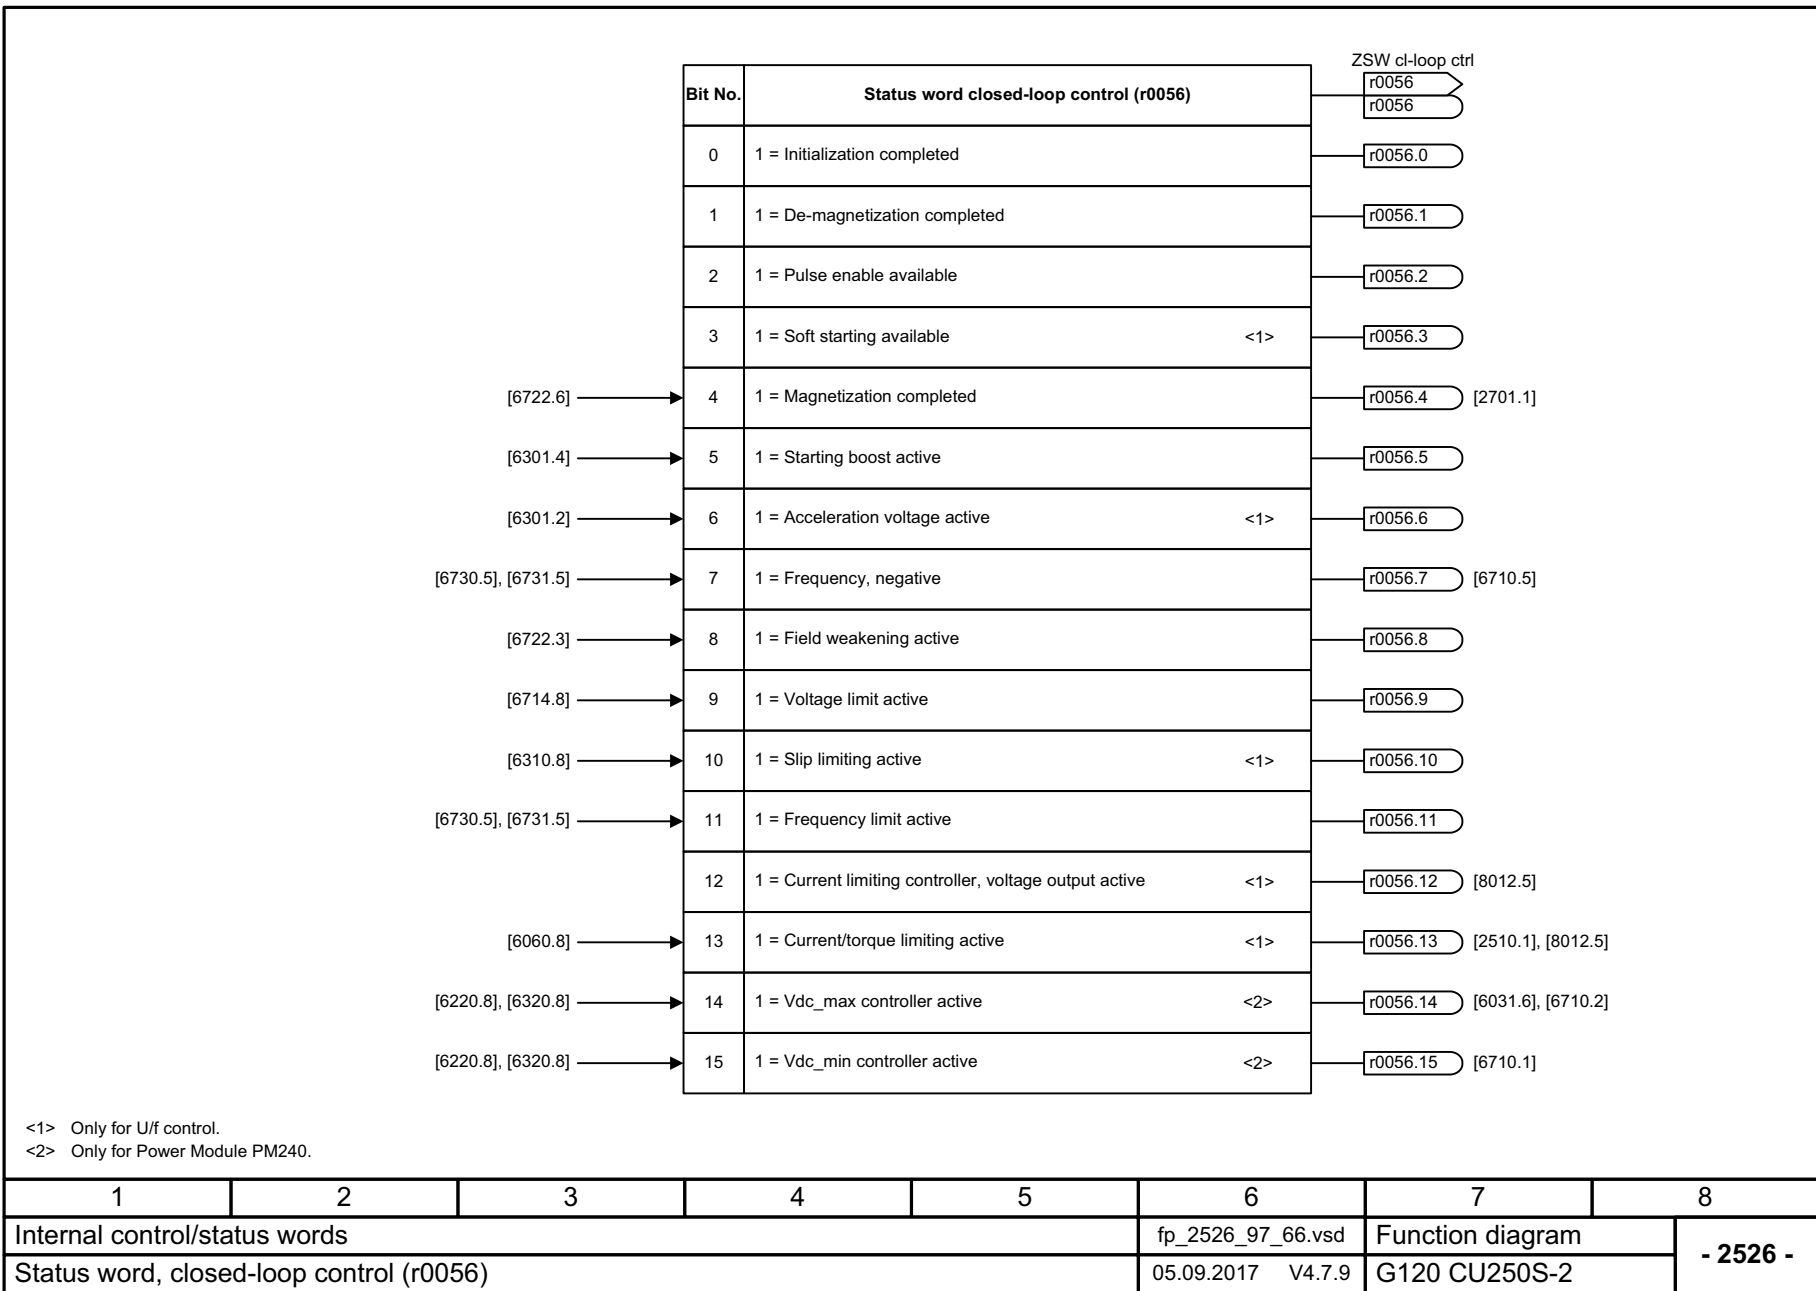 ZSW cl-loop ctrl
Bit No. Status word closed-loop control (r0056) r0056
r0056
0 1 = Initialization completed r0056.0
1 1 = De-magnetization completed r0056.1
2 1 = Pulse enable available r0056.2
3 1 = Soft starting available <1> r0056.3
[6722.6] 4 1 = Magnetization completed r0056.4 [2701.1]
[6301.4] 5 1 = Starting boost active r0056.5
[6301.2] 6 1 = Acceleration voltage active <1> r0056.6
[6730.5], [6731.5] 7 1 = Frequency, negative r0056.7 [6710.5]
[6722.3] 8 1 = Field weakening active r0056.8
[6714.8] 9 1 = Voltage limit active r0056.9
[6310.8] 10 1 = Slip limiting active <1> r0056.10
[6730.5], [6731.5] 11 1 = Frequency limit active r0056.11
12 1 = Current limiting controller, voltage output active <1> r0056.12 [8012.5]
[6060.8] 13 1 = Current/torque limiting active <1> r0056.13 [2510.1], [8012.5]
[6220.8], [6320.8] 14 1 = Vdc_max controller active <2> r0056.14 [6031.6], [6710.2]
[6220.8], [6320.8] 15 1 = Vdc_min controller active <2> r0056.15 [6710.1]
<1> Only for U/f control.
<2> Only for Power Module PM240.
1 2 3 4 5 6 7 8
Internal control/status words fp_2526_97_66.vsd Function diagram - 2526 -
Status word, closed-loop control (r0056) 05.09.2017 V4.7.9 G120 CU250S-2